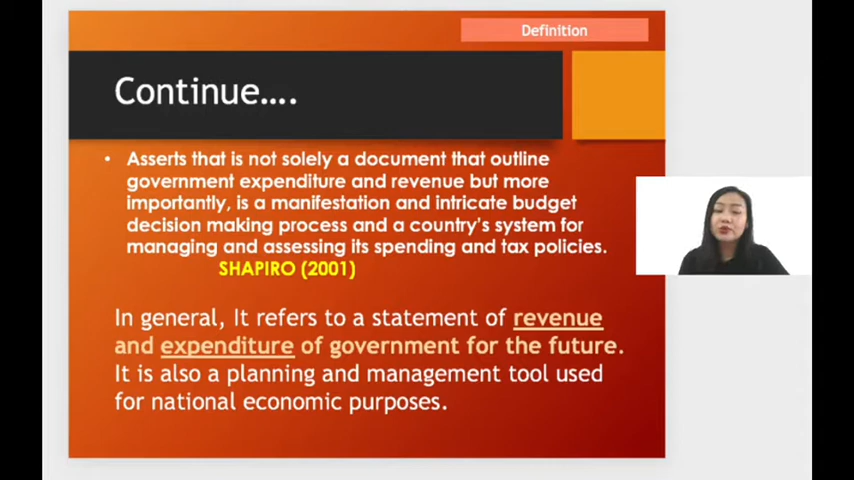 Definition
Continue....
• Asserts that is not solely a document that outline
government expenditure and revenue but more
importantly, is a manifestation and intricate budget
decision making process and a country's system for
managing and assessing its spending and tax policies.
SHAPIRO (2001)
In general, It refers to a statement of revenue
and expenditure of government for the future.
It is also a planning and management tool used
for national economic purposes.